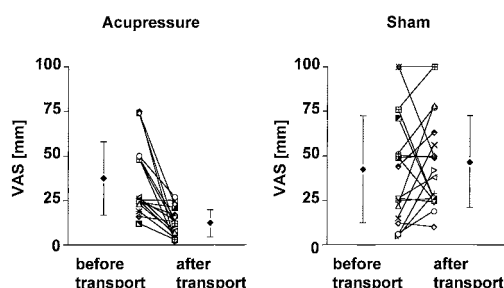 Acupressure
Sham
VAS [mm]
100
75
50
25
0
before
transport
after
transport
VAS [mm]
100
75
50
25
0
before
transport
after
transport